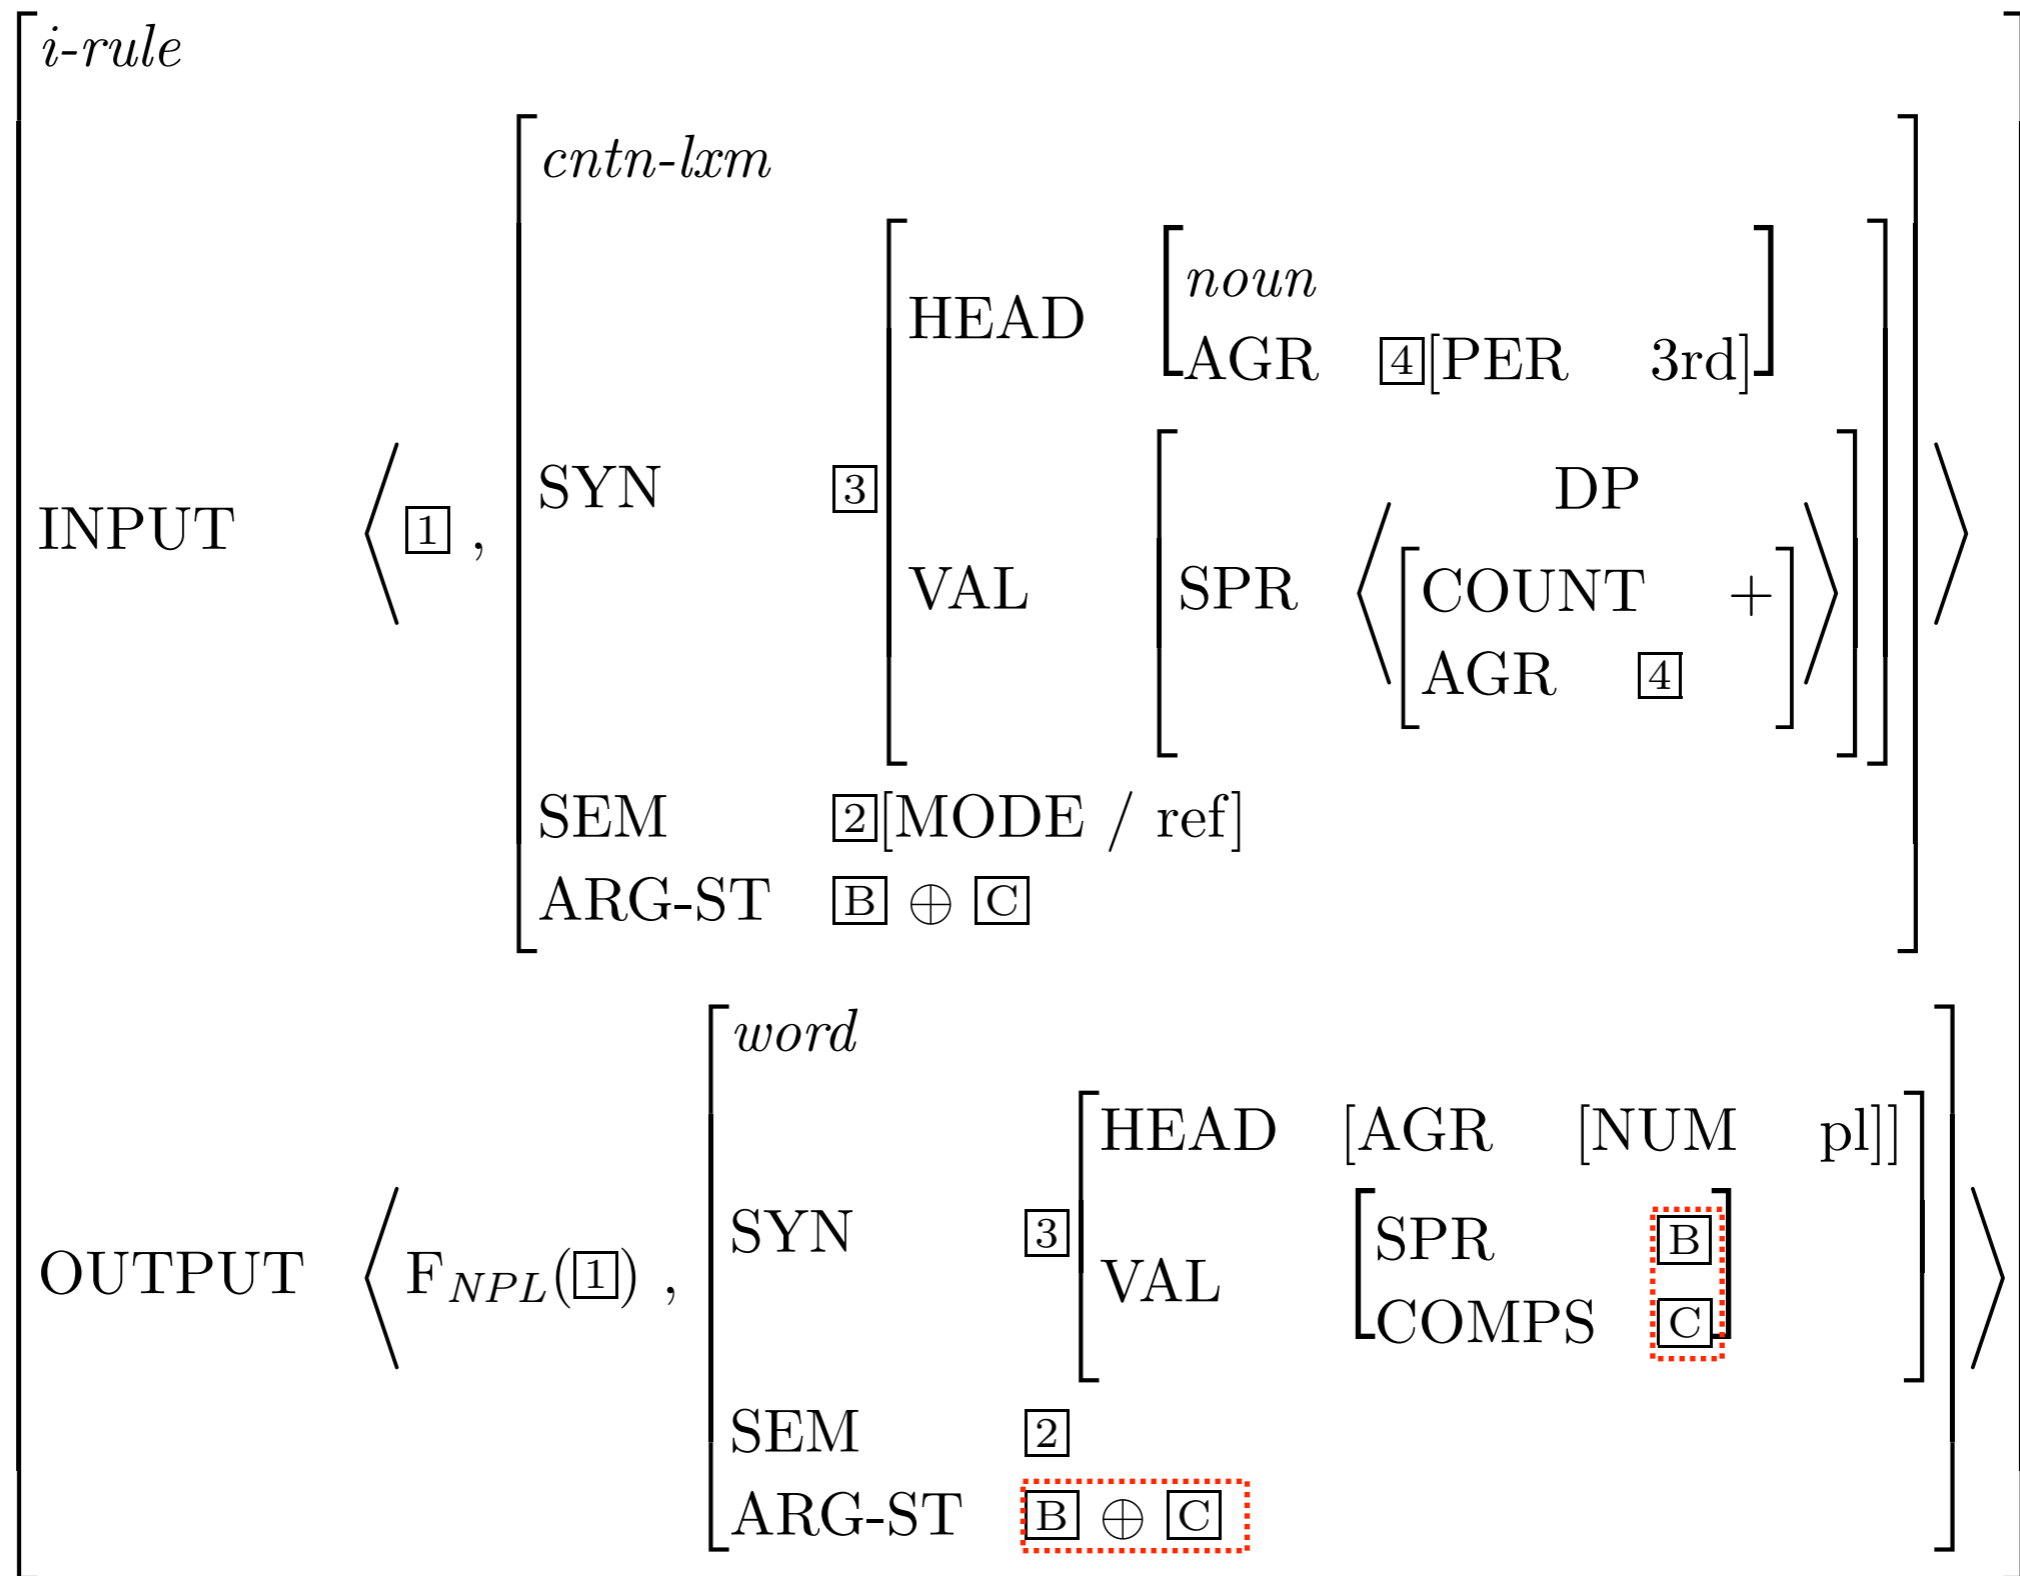 i-rule
cntn-lxm
noun
HEAD
AGR 4[PER 3rd]
SYN 3
DP
INPUT ⟨ 1 ,
VAL SPR ⟨ COUNT + ⟩ ⟩
AGR 4
SEM 2[MODE / ref]
ARG-ST B ⊕ C
word
HEAD [AGR [NUM pl]]
SYN 3
SPR B
OUTPUT ⟨ F_NPL(1) , VAL ⟩
COMPS C
SEM 2
ARG-ST B ⊕ C